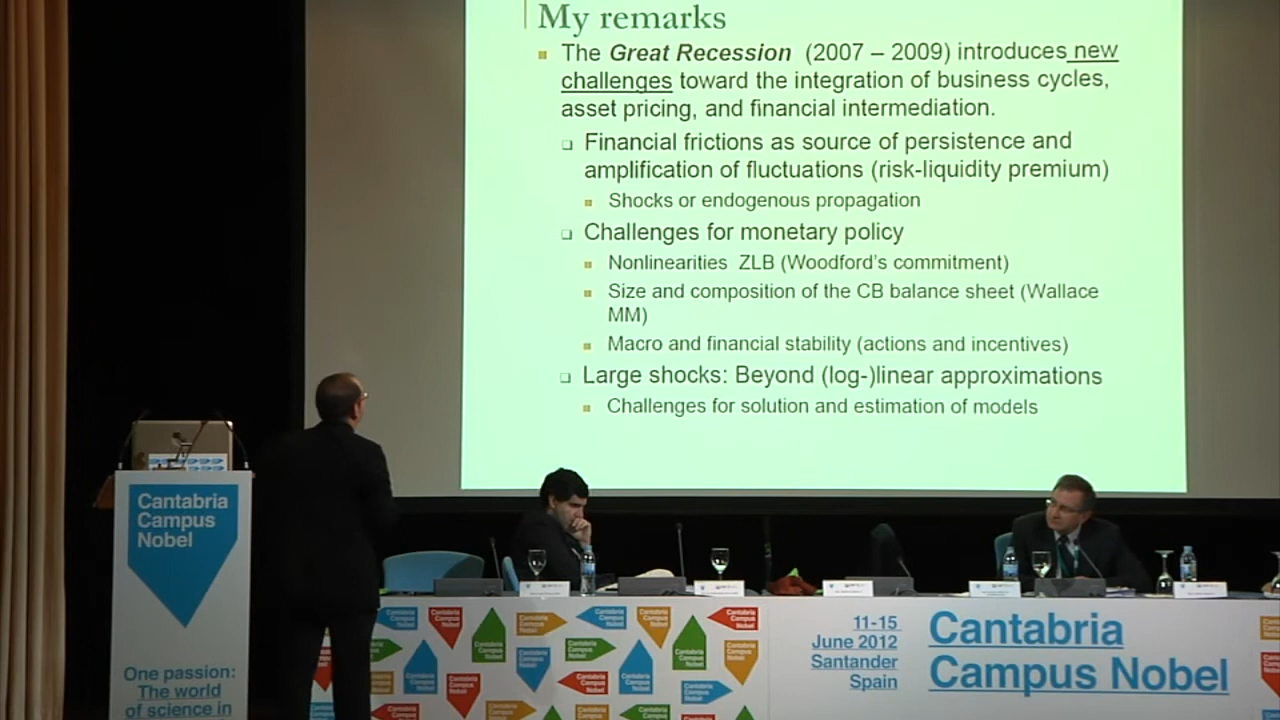 My remarks
The Great Recession (2007 – 2009) introduces new
challenges toward the integration of business cycles,
asset pricing, and financial intermediation.
Financial frictions as source of persistence and
amplification of fluctuations (risk-liquidity premium)
Shocks or endogenous propagation
Challenges for monetary policy
Nonlinearities ZLB (Woodford's commitment)
Size and composition of the CB balance sheet (Wallace
MM)
Macro and financial stability (actions and incentives)
Large shocks: Beyond (log-)linear approximations
Challenges for solution and estimation of models
Cantabria
Campus
Nobel
One passion:
The world
of science in
11-15
June 2012
Santander
Spain
Cantabria
Campus Nobel